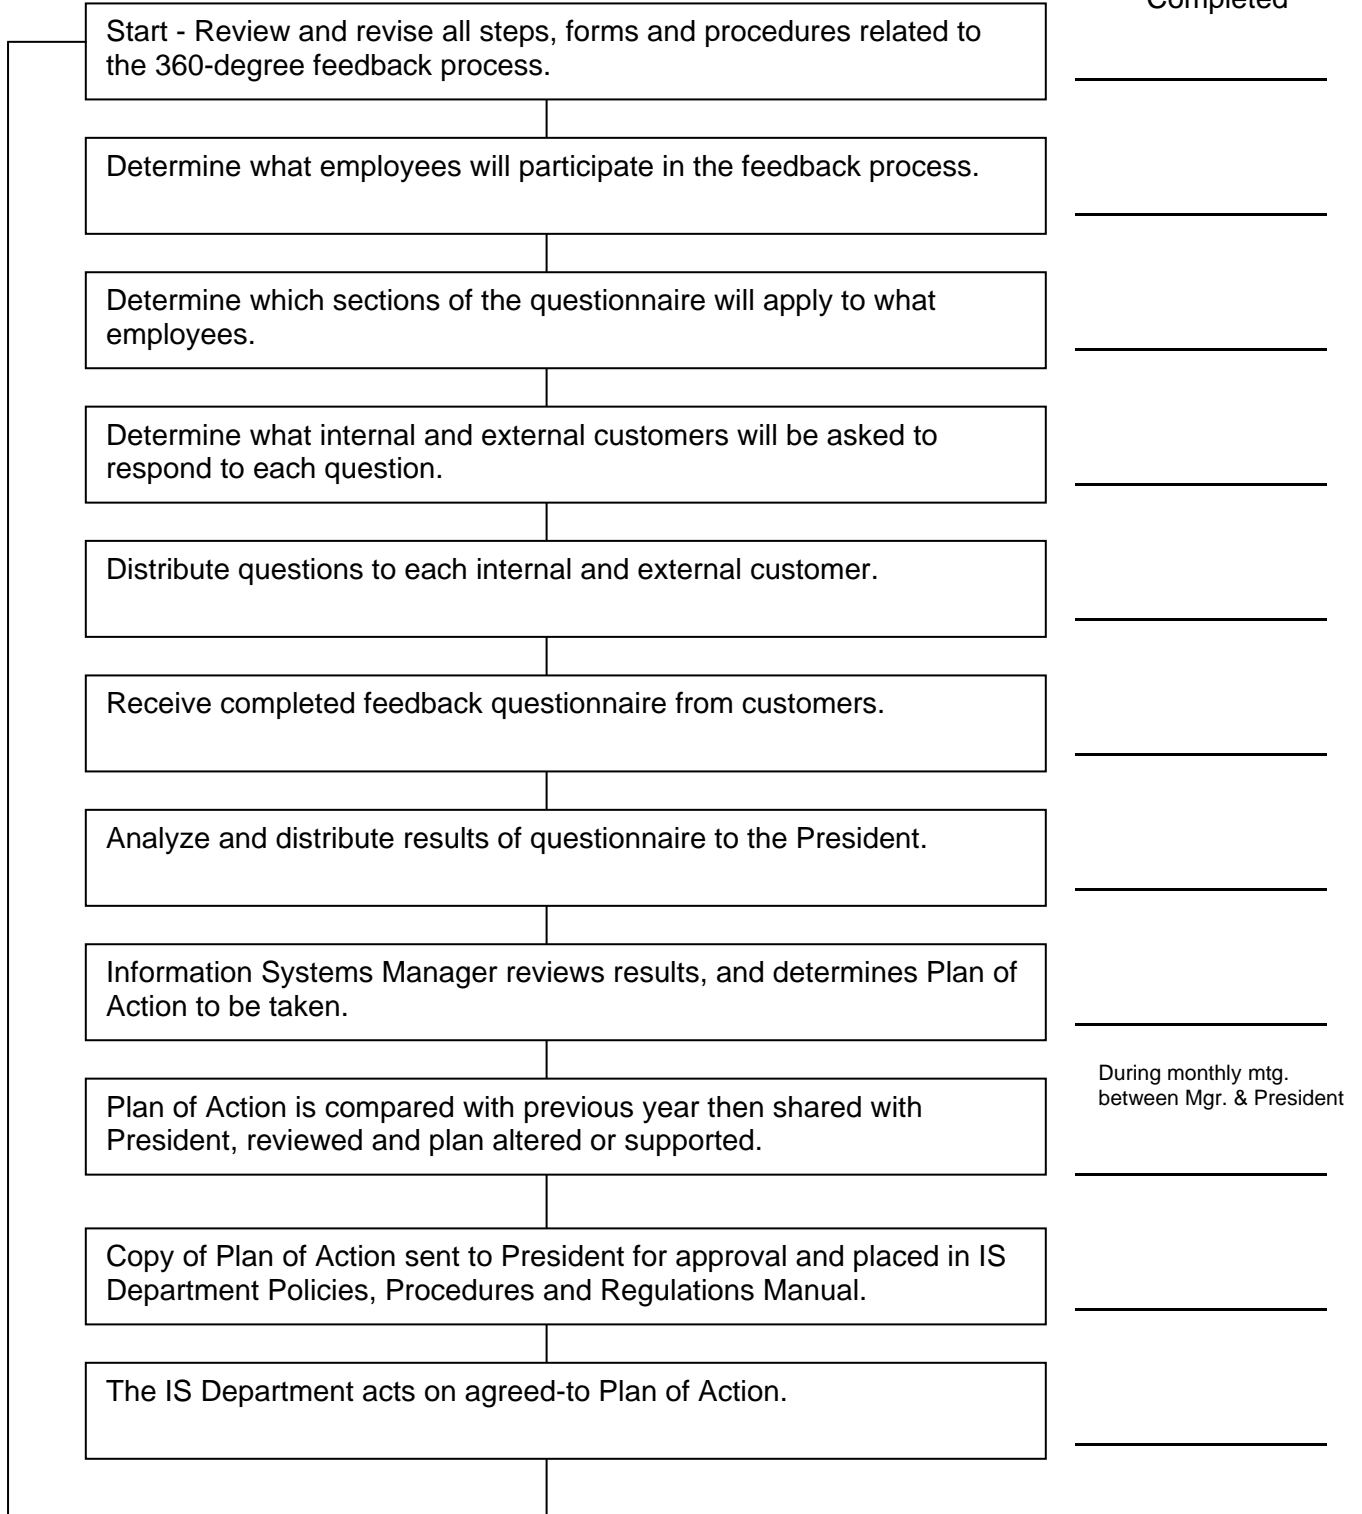 Completed
Start - Review and revise all steps, forms and procedures related to
the 360-degree feedback process.
Determine what employees will participate in the feedback process.
Determine which sections of the questionnaire will apply to what
employees.
Determine what internal and external customers will be asked to
respond to each question.
Distribute questions to each internal and external customer.
Receive completed feedback questionnaire from customers.
Analyze and distribute results of questionnaire to the President.
Information Systems Manager reviews results, and determines Plan of
Action to be taken.
During monthly mtg.
between Mgr. & President
Plan of Action is compared with previous year then shared with
President, reviewed and plan altered or supported.
Copy of Plan of Action sent to President for approval and placed in IS
Department Policies, Procedures and Regulations Manual.
The IS Department acts on agreed-to Plan of Action.